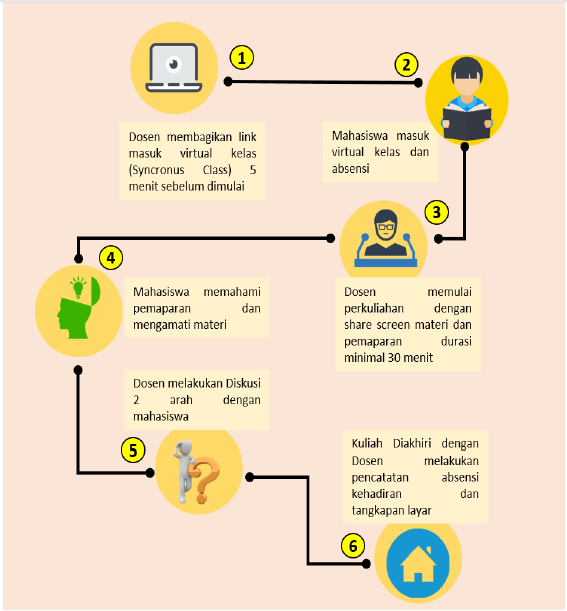 1
Dosen membagikan link
masuk virtual kelas
(Syncronus Class) 5
menit sebelum dimulai
2
Mahasiswa masuk
virtual kelas dan
absensi
3
Dosen memulai
perkuliahan dengan
share screen materi dan
pemaparan durasi
minimal 30 menit
4
Mahasiswa memahami
pemaparan dan
mengamati materi
Dosen melakukan Diskusi
2 arah dengan
mahasiswa
5
Kuliah Diakhiri dengan
Dosen melakukan
pencatatan absensi
kehadiran dan
tangkapan layar
6